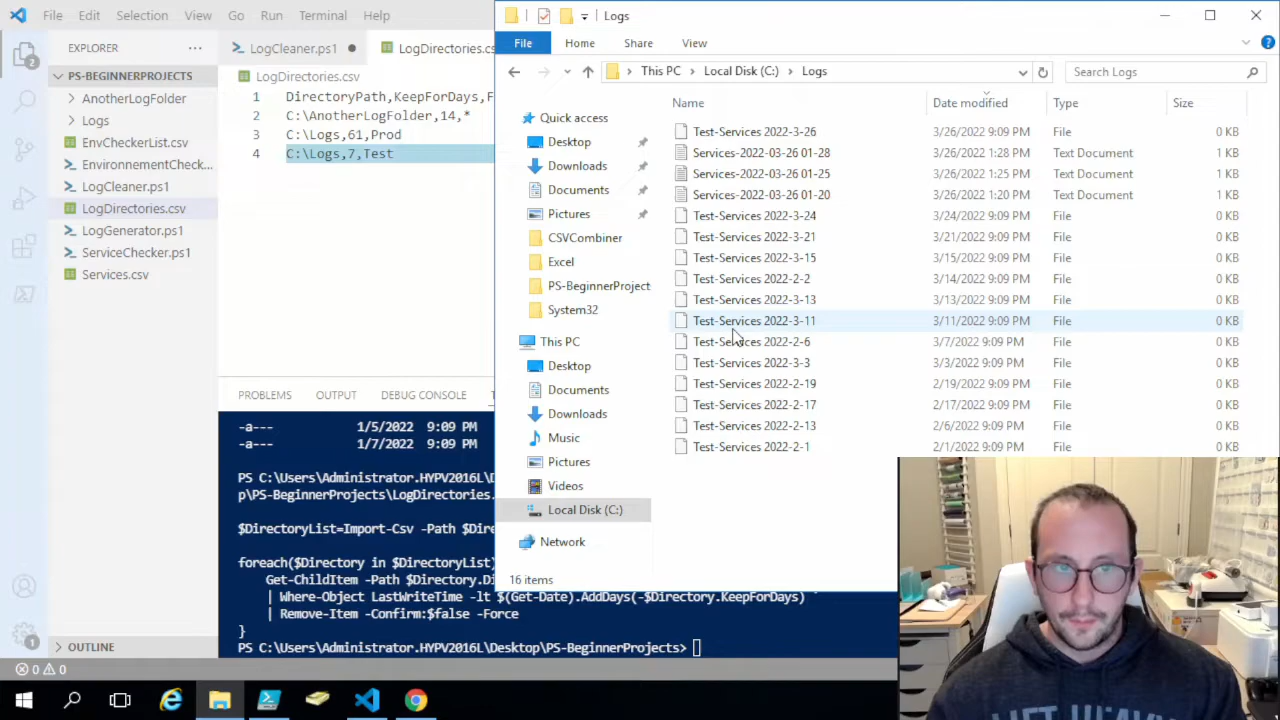 File Edit Selection View Go Run Terminal Help
EXPLORER ···
2
PS-BEGINNERPROJECTS
AnotherLogFolder
Logs
EnvCheckerList.csv
EnvironnementCheck...
LogCleaner.ps1
LogDirectories.csv
LogGenerator.ps1
ServiceChecker.ps1
Services.csv
OUTLINE
1
LogCleaner.ps1
LogDirectories.cs
LogDirectories.csv
1 DirectoryPath,KeepForDays,F
2 C:\AnotherLogFolder,14,*
3 C:\Logs,61,Prod
4 C:\Logs,7,Test
PROBLEMS OUTPUT DEBUG CONSOLE
-a--- 1/5/2022 9:09 PM
-a--- 1/7/2022 9:09 PM
PS C:\Users\Administrator.HYPV2016L\D
p\PS-BeginnerProjects\LogDirectories.
$DirectoryList=Import-Csv -Path $Dire
foreach($Directory in $DirectoryList)
Get-ChildItem -Path $Directory.Di
| Where-Object LastWriteTime -lt $(Get-Date).AddDays(-$Directory.KeepForDays) `
| Remove-Item -Confirm:$false -Force
}
PS C:\Users\Administrator.HYPV2016L\Desktop\PS-BeginnerProjects>
0 0
Logs
File Home Share View
This PC > Local Disk (C:) > Logs
Search Logs
Quick access
Desktop
Downloads
Documents
Pictures
CSVCombiner
Excel
PS-BeginnerProject
System32
This PC
Desktop
Documents
Downloads
Music
Pictures
Videos
Local Disk (C:)
Network
Name Date modified Type Size
Test-Services 2022-3-26 3/26/2022 9:09 PM File 0 KB
Services-2022-03-26 01-28 3/26/2022 1:28 PM Text Document 1 KB
Services-2022-03-26 01-25 3/26/2022 1:25 PM Text Document 1 KB
Services-2022-03-26 01-20 3/26/2022 1:20 PM Text Document 1 KB
Test-Services 2022-3-24 3/24/2022 9:09 PM File 0 KB
Test-Services 2022-3-21 3/21/2022 9:09 PM File 0 KB
Test-Services 2022-3-15 3/15/2022 9:09 PM File 0 KB
Test-Services 2022-2-2 3/14/2022 9:09 PM File 0 KB
Test-Services 2022-3-13 3/13/2022 9:09 PM File 0 KB
Test-Services 2022-3-11 3/11/2022 9:09 PM File 0 KB
Test-Services 2022-2-6 3/7/2022 9:09 PM File 0 KB
Test-Services 2022-3-3 3/3/2022 9:09 PM File 0 KB
Test-Services 2022-2-19 2/19/2022 9:09 PM File 0 KB
Test-Services 2022-2-17 2/17/2022 9:09 PM File 0 KB
Test-Services 2022-2-13 2/6/2022 9:09 PM File 0 KB
Test-Services 2022-2-1 2/1/2022 9:09 PM File 0 KB
16 items